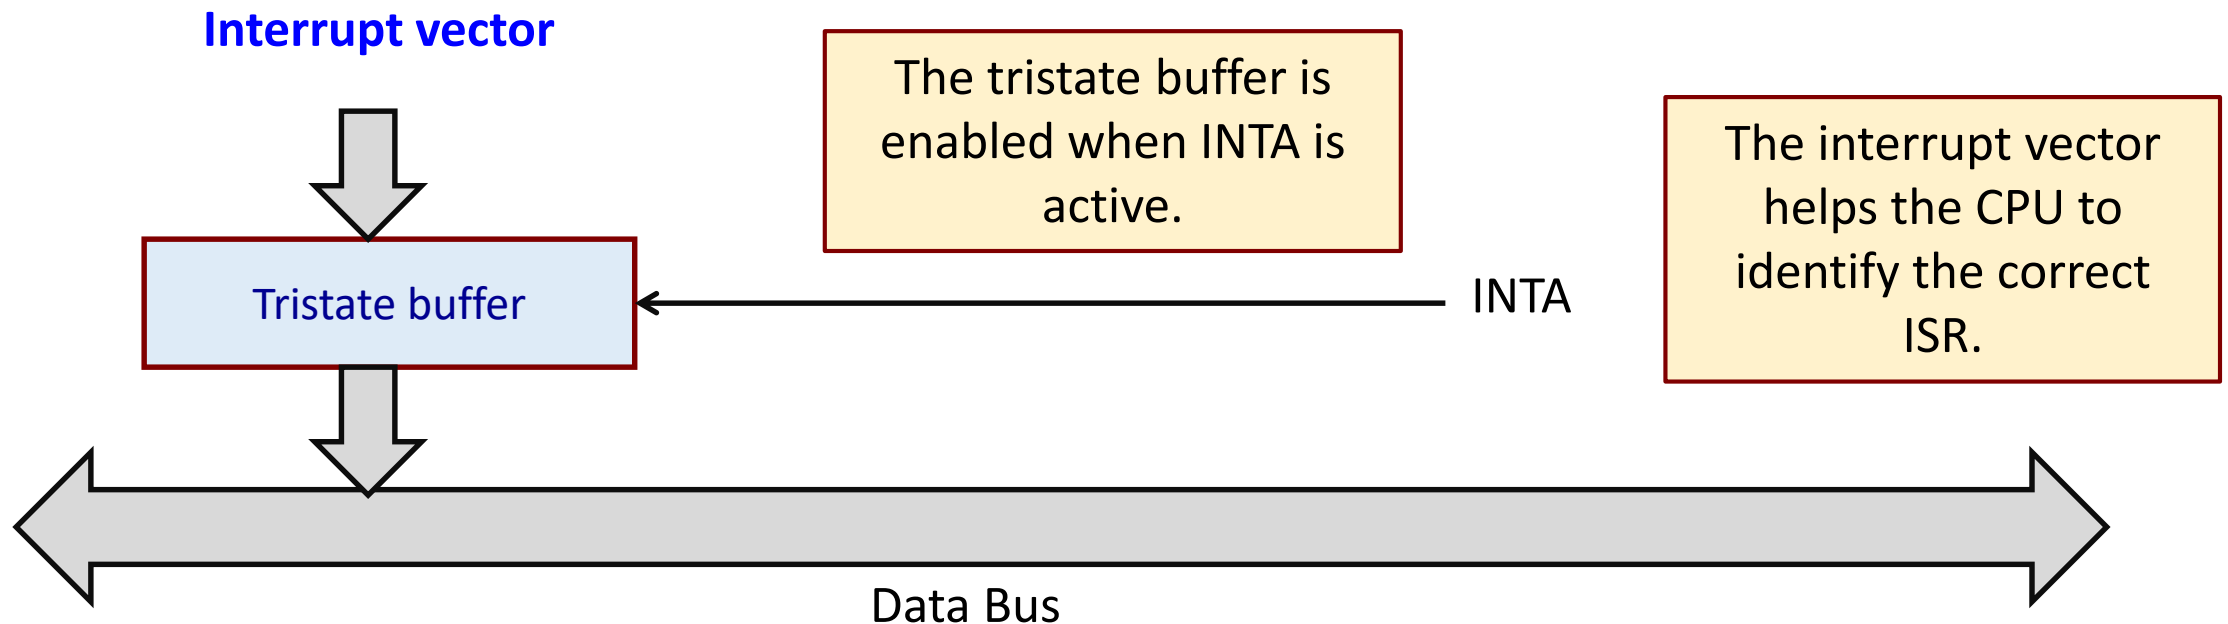 Interrupt vector
The tristate buffer is
enabled when INTA is
active.
The interrupt vector
helps the CPU to
identify the correct
ISR.
Tristate buffer
INTA
Data Bus